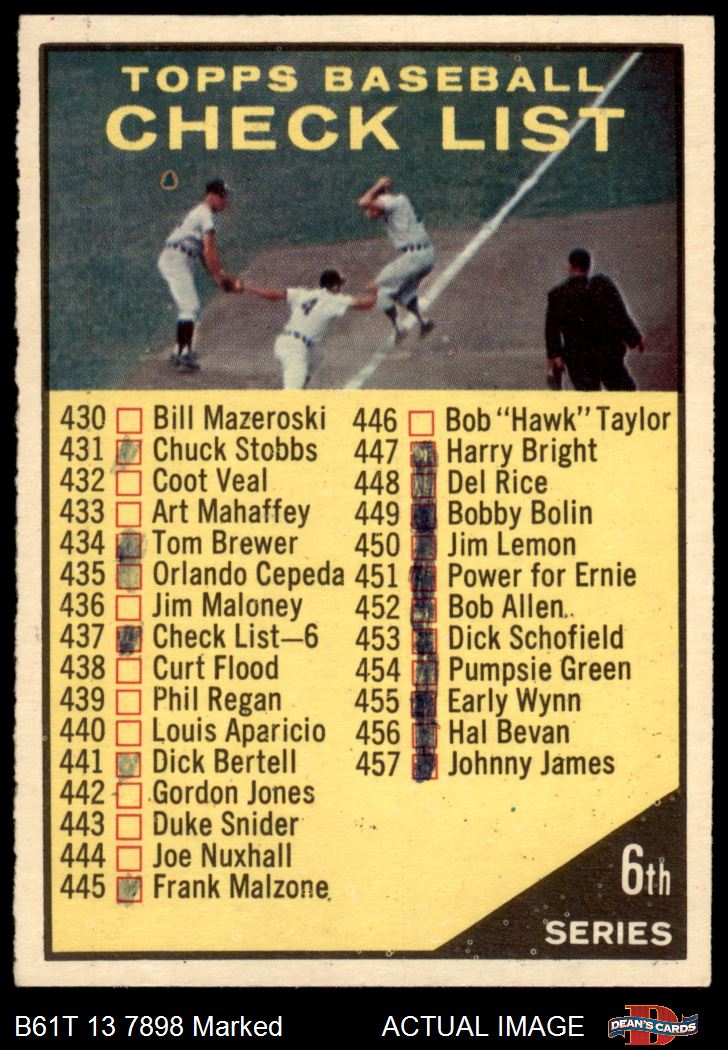 TOPPS BASEBALL
CHECK LIST
4
430 Bill Mazeroski
431 Chuck Stobbs
432 Coot Veal
433 Art Mahaffey
434 Tom Brewer
435 Orlando Cepeda
436 Jim Maloney
437 Check List—6
438 Curt Flood
439 Phil Regan
440 Louis Aparicio
441 Dick Bertell
442 Gordon Jones
443 Duke Snider
444 Joe Nuxhall
445 Frank Malzone
446 Bob "Hawk" Taylor
447 Harry Bright
448 Del Rice
449 Bobby Bolin
450 Jim Lemon
451 Power for Ernie
452 Bob Allen
453 Dick Schofield
454 Pumpsie Green
455 Early Wynn
456 Hal Bevan
457 Johnny James
6th
SERIES
B61T 13 7898 Marked
ACTUAL IMAGE
D
DEAN'S CARDS